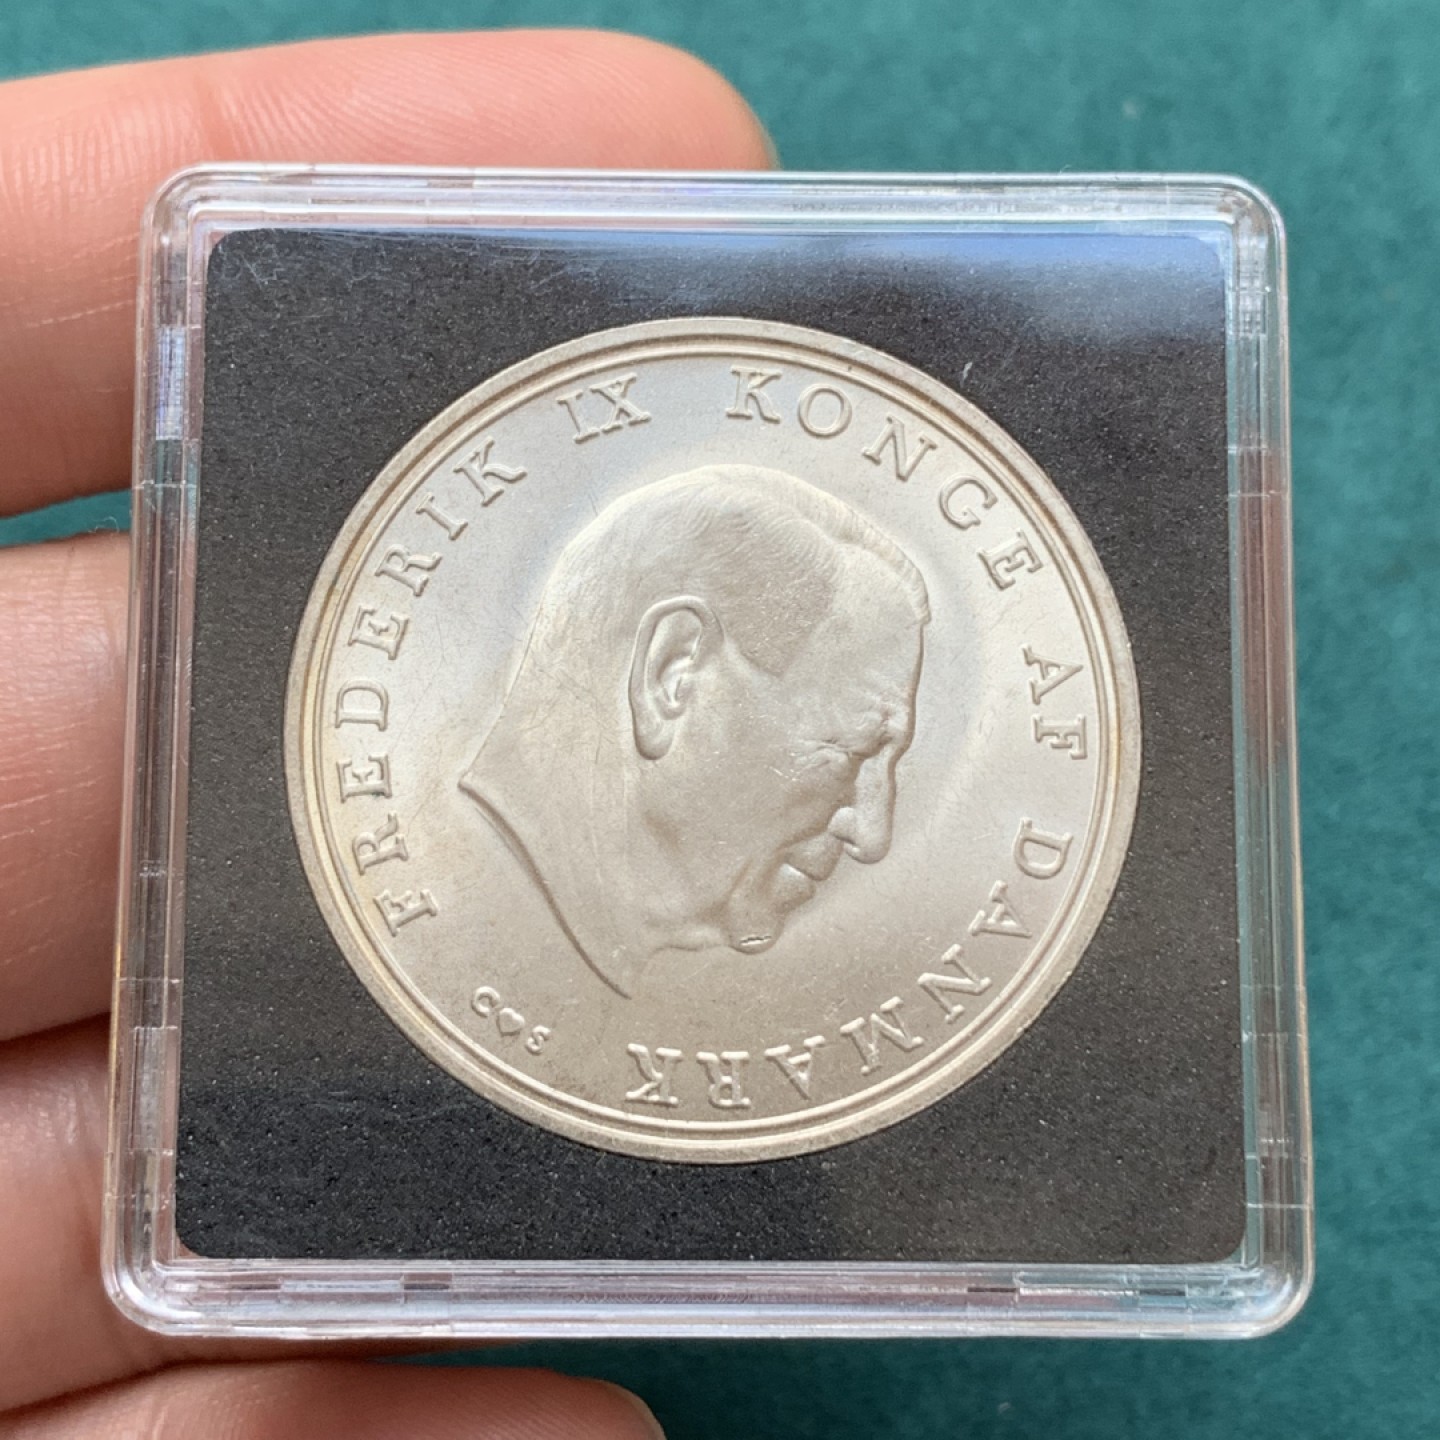 FREDERIK IX KONGE AF DANMARK
C♥S